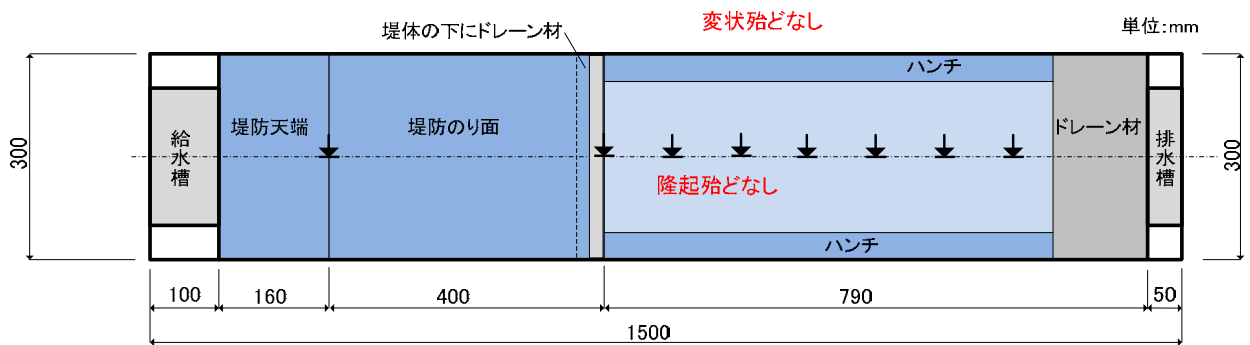 変状殆どなし
単位:mm
堤体の下にドレーン材
ハンチ
300
給水槽
堤防天端
堤防のり面
ドレーン材
排水槽
300
隆起殆どなし
ハンチ
100
160
400
790
50
1500